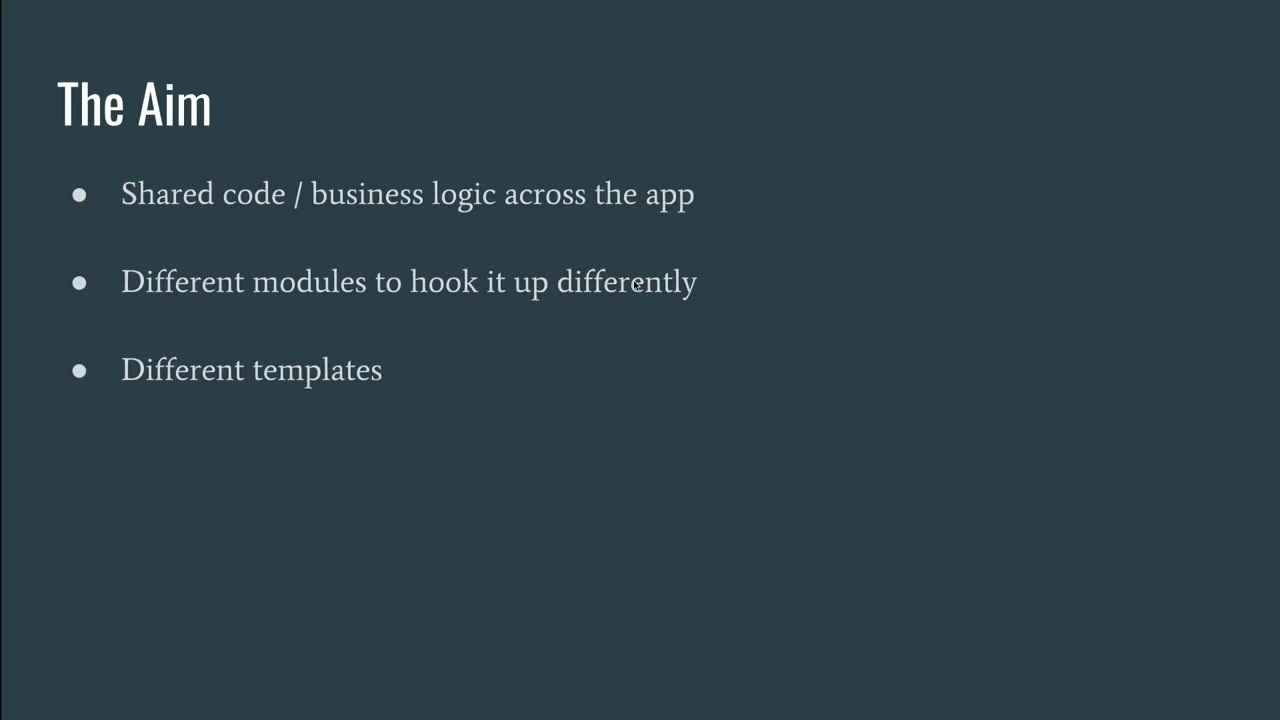 The Aim
● Shared code / business logic across the app
● Different modules to hook it up differently
● Different templates